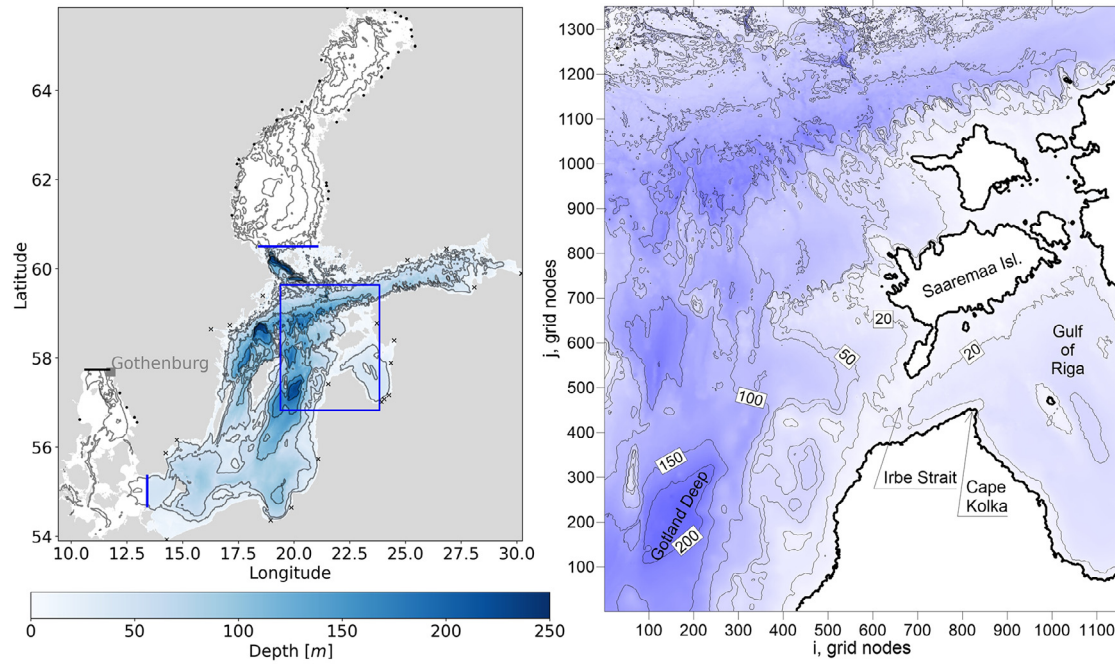 64
62
60
58
56
54
Latitude
Gothenburg
10.0 12.5 15.0 17.5 20.0 22.5 25.0 27.5 30.0
Longitude
0 50 100 150 200 250
Depth [m]
1300
1200
1100
1000
900
800
700
600
500
400
300
200
100
j, grid nodes
Saaremaa Isl.
20
20
50
Gulf
of
Riga
100
150
Gotland Deep
200
Irbe Strait
Cape
Kolka
100 200 300 400 500 600 700 800 900 1000 1100
i, grid nodes